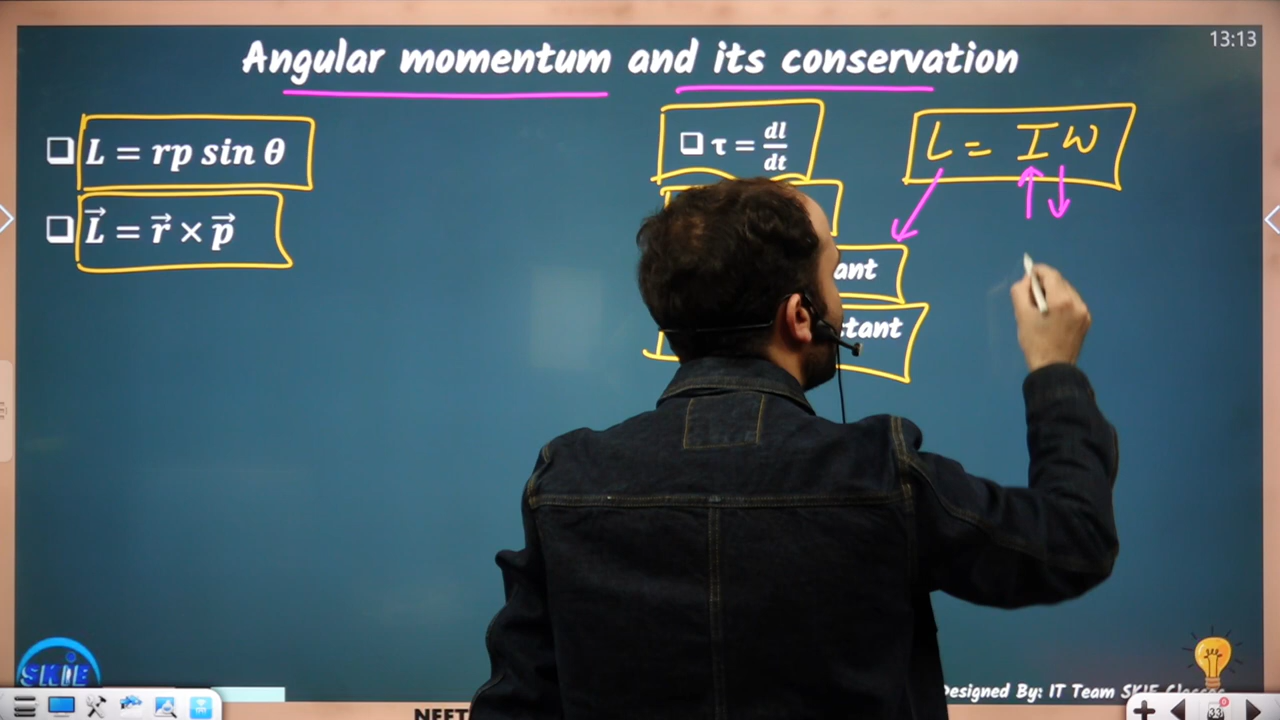 13:13
Angular momentum and its conservation
❑ L = rp sin θ
❑ L⃗ = r⃗ × p⃗
❑ τ = dl/dt
L = I ω
ant
stant
SKIE
Designed By: IT Team SKIE Classes
NEET
33